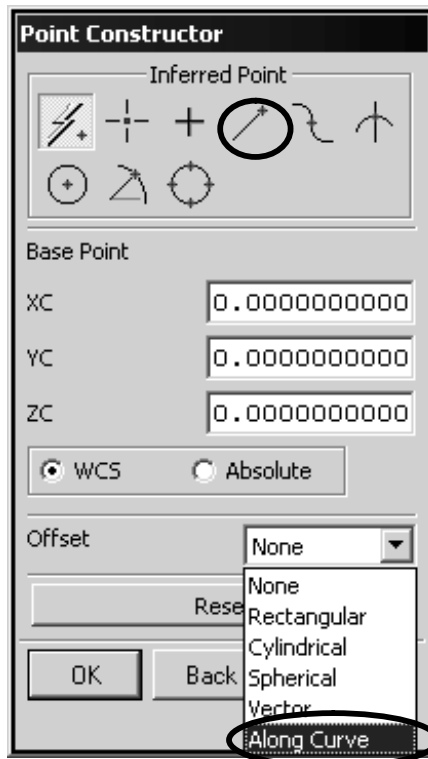 Point Constructor
Inferred Point
Base Point
XC 0.0000000000
YC 0.0000000000
ZC 0.0000000000
WCS Absolute
Offset None
None
Rese Rectangular
Cylindrical
OK Back Spherical
Vector
Along Curve